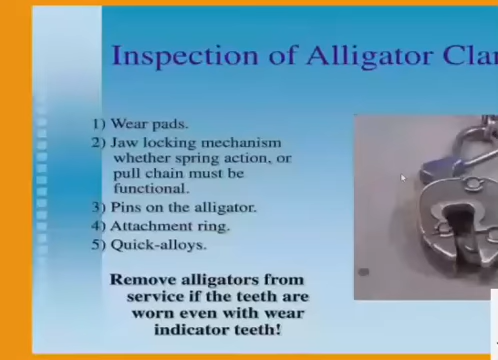 Inspection of Alligator
1) Wear pads.
2) Jaw locking mechanism
whether spring action, or
pull chain must be
functional.
3) Pins on the alligator.
4) Attachment ring.
5) Quick-alloys.
Remove alligators from
service if the teeth are
worn even with wear
indicator teeth!